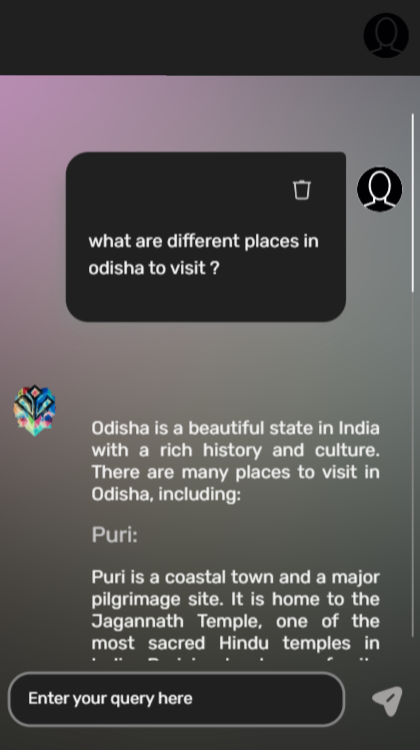 what are different places in
odisha to visit ?
Odisha is a beautiful state in India
with a rich history and culture.
There are many places to visit in
Odisha, including:
Puri:
Puri is a coastal town and a major
pilgrimage site. It is home to the
Jagannath Temple, one of the
most sacred Hindu temples in
Enter your query here